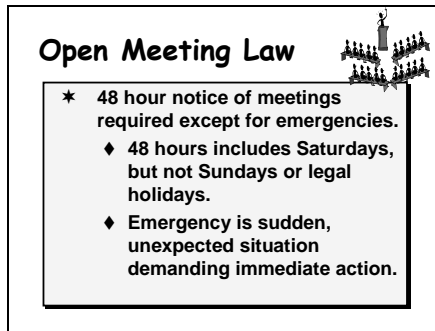 Open Meeting Law
✶ 48 hour notice of meetings
required except for emergencies.
♦ 48 hours includes Saturdays,
but not Sundays or legal
holidays.
♦ Emergency is sudden,
unexpected situation
demanding immediate action.